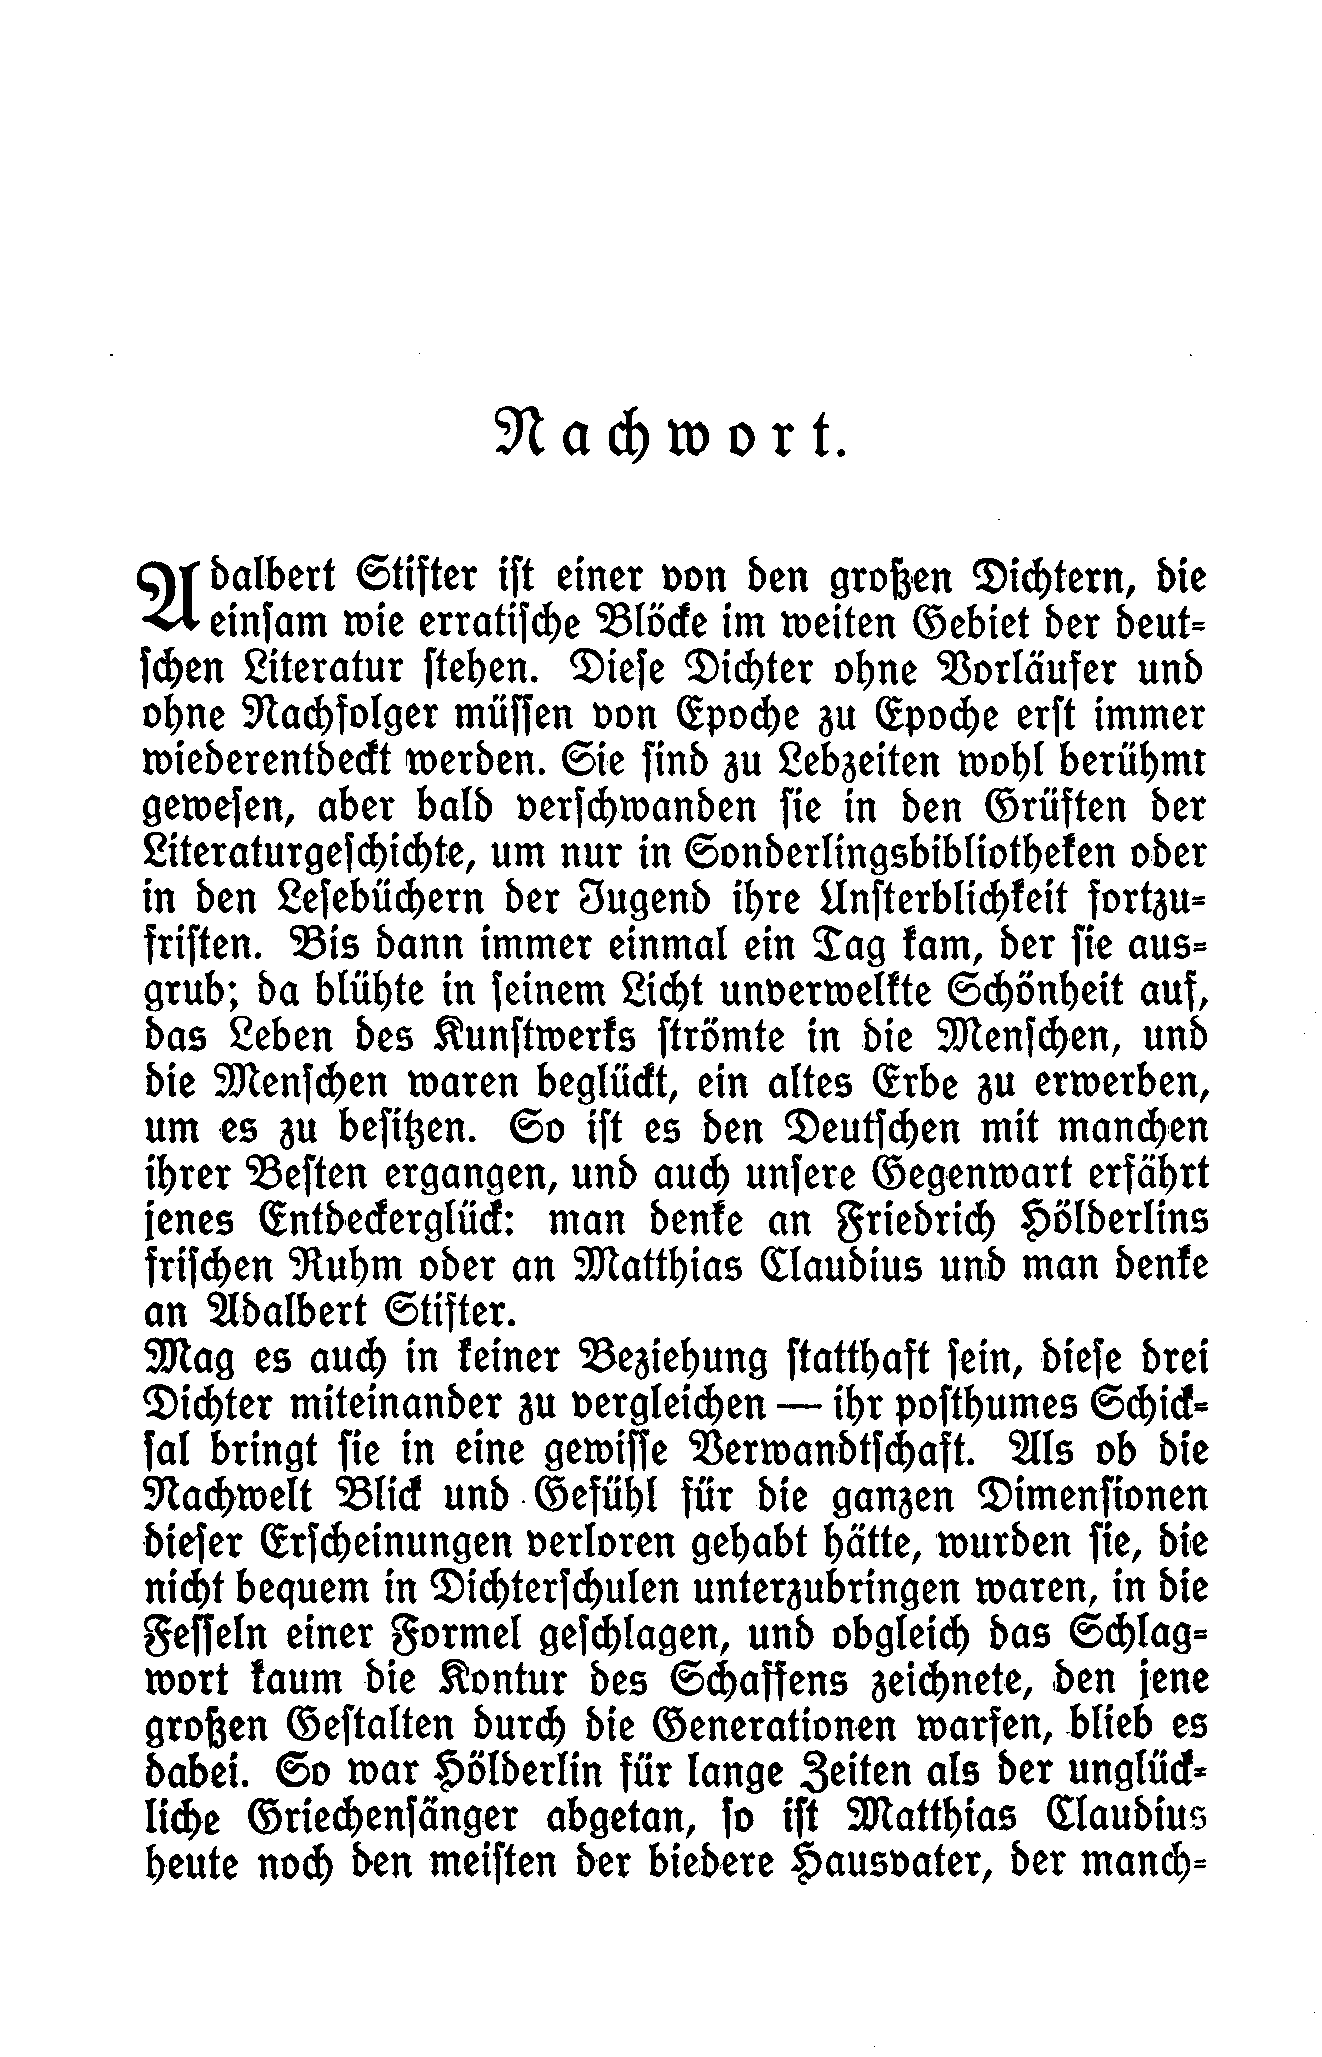 Nachwort.
Adalbert Stifter iſt einer von den großen Dichtern, die
einſam wie erratiſche Blöcke im weiten Gebiet der deut-
ſchen Literatur ſtehen. Dieſe Dichter ohne Vorläufer und
ohne Nachfolger müſſen von Epoche zu Epoche erſt immer
wiederentdeckt werden. Sie ſind zu Lebzeiten wohl berühmt
geweſen, aber bald verſchwanden ſie in den Grüften der
Literaturgeſchichte, um nur in Sonderlingsbibliotheken oder
in den Leſebüchern der Jugend ihre Unſterblichkeit fortzu-
friſten. Bis dann immer einmal ein Tag kam, der ſie aus-
grub; da blühte in ſeinem Licht unverwelkte Schönheit auf,
das Leben des Kunſtwerks ſtrömte in die Menſchen, und
die Menſchen waren beglückt, ein altes Erbe zu erwerben,
um es zu beſitzen. So iſt es den Deutſchen mit manchen
ihrer Beſten ergangen, und auch unſere Gegenwart erfährt
jenes Entdeckerglück: man denke an Friedrich Hölderlins
friſchen Ruhm oder an Matthias Claudius und man denke
an Adalbert Stifter.
Mag es auch in keiner Beziehung ſtatthaft ſein, dieſe drei
Dichter miteinander zu vergleichen — ihr poſthumes Schick-
ſal bringt ſie in eine gewiſſe Verwandtſchaft. Als ob die
Nachwelt Blick und Gefühl für die ganzen Dimenſionen
dieſer Erſcheinungen verloren gehabt hätte, wurden ſie, die
nicht bequem in Dichterſchulen unterzubringen waren, in die
Feſſeln einer Formel geſchlagen, und obgleich das Schlag-
wort kaum die Kontur des Schaffens zeichnete, den jene
großen Geſtalten durch die Generationen warfen, blieb es
dabei. So war Hölderlin für lange Zeiten als der unglück-
liche Griechenſänger abgetan, ſo iſt Matthias Claudius
heute noch den meiſten der biedere Hausvater, der manch-